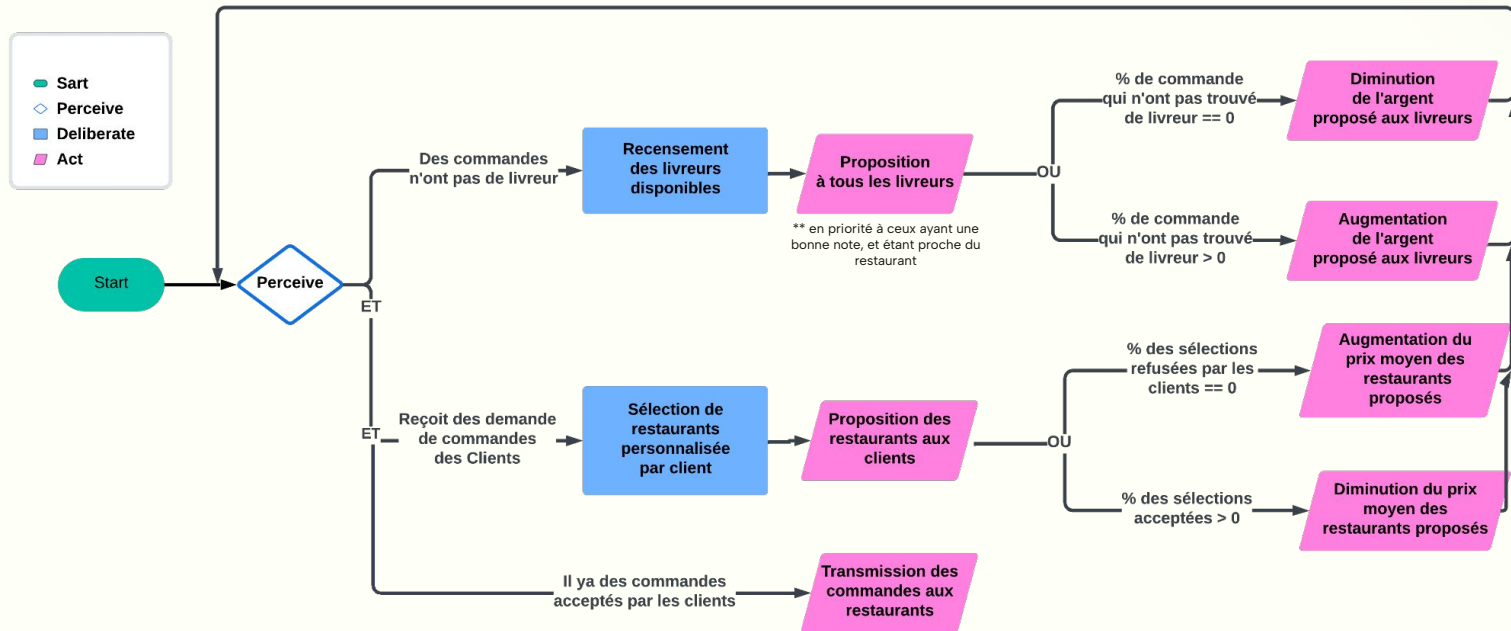 Sart
Perceive
Deliberate
Act
Start
Perceive
ET
ET
Des commandes
n'ont pas de livreur
Recensement
des livreurs
disponibles
Proposition
à tous les livreurs
** en priorité à ceux ayant une
bonne note, et étant proche du
restaurant
OU
% de commande
qui n'ont pas trouvé
de livreur == 0
Diminution
de l'argent
proposé aux livreurs
% de commande
qui n'ont pas trouvé
de livreur > 0
Augmentation
de l'argent
proposé aux livreurs
Reçoit des demande
de commandes
des Clients
Sélection de
restaurants
personnalisée
par client
Proposition des
restaurants aux
clients
OU
% des sélections
refusées par les
clients == 0
Augmentation du
prix moyen des
restaurants
proposés
% des sélections
acceptées > 0
Diminution du prix
moyen des
restaurants proposés
Il ya des commandes
acceptés par les clients
Transmission des
commandes aux
restaurants